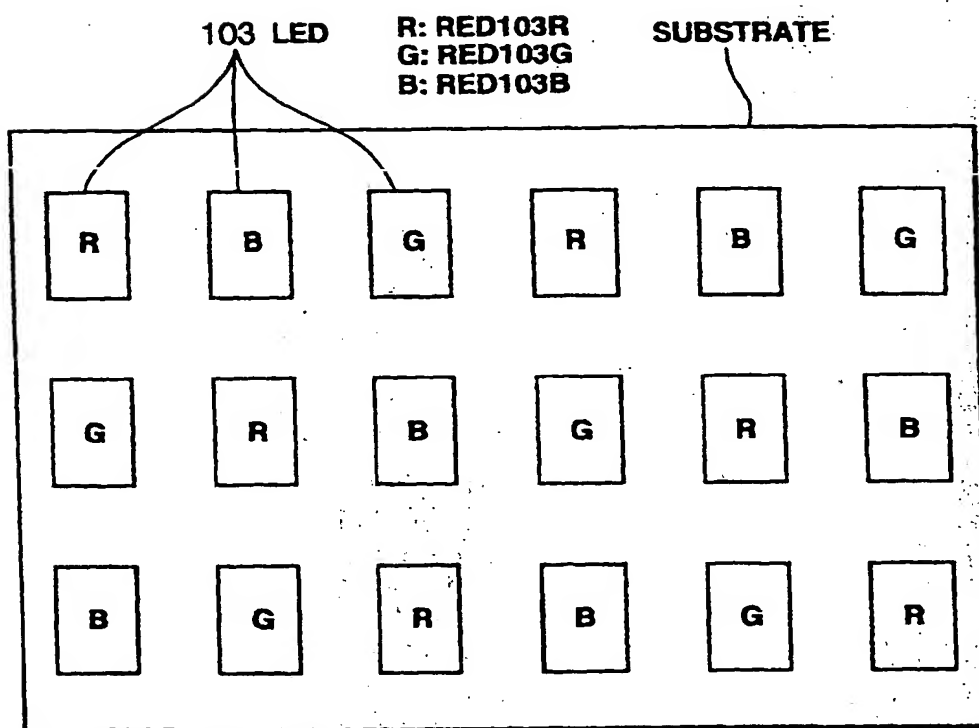 103 LED
R: RED103R
G: RED103G
B: RED103B
SUBSTRATE
R B G R B G
G R B G R B
B G R B G R